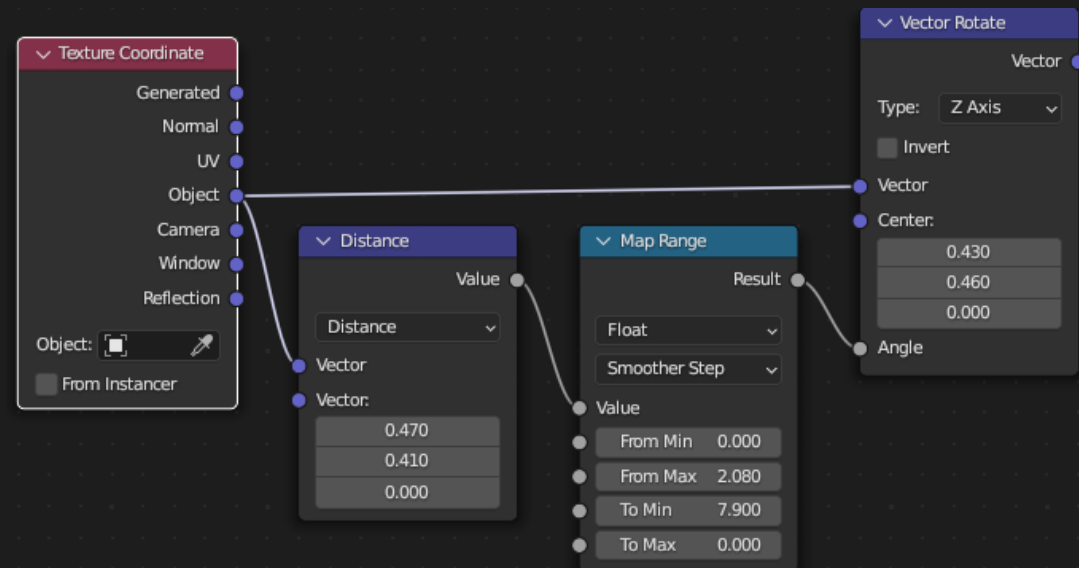 Texture Coordinate
Generated
Normal
UV
Object
Camera
Window
Reflection
Object:
From Instancer
Distance
Value
Distance
Vector
Vector:
0.470
0.410
0.000
Map Range
Result
Float
Smoother Step
Value
From Min 0.000
From Max 2.080
To Min 7.900
To Max 0.000
Vector Rotate
Vector
Type: Z Axis
Invert
Vector
Center:
0.430
0.460
0.000
Angle